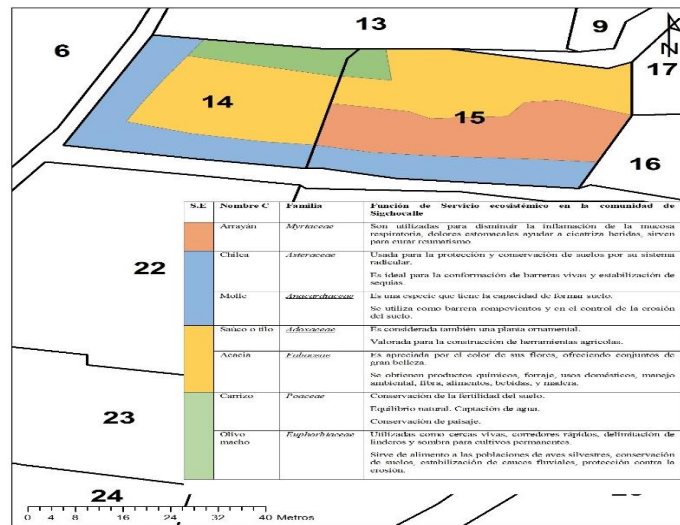 13
9
N
6
17
14
15
16
S.E Nombre C Familia Función de Servicio ecosistémico en la comunidad de Sigchocalle
Arrayán Myrtaceae Son utilizadas para disminuir la inflamación de la mucosa
respiratoria, dolores estomacales ayudar a cicatriza heridas, sirven
para curar reumatismo.
22
Chilca Asteraceae Usada para la protección y conservación de suelos por su sistema
radicular.
Es ideal para la conformación de barreras vivas y estabilización de
sequías.
Molle Anacardiaceae Es una especie que tiene la capacidad de formar suelo.
Se utiliza como barrera rompevientos y en el control de la erosión
del suelo.
Saúco o tilo Adoxaceae Es considerada también una planta ornamental.
Valorada para la construcción de herramientas agrícolas.
Acacia Fabaceae Es apreciada por el color de sus flores, ofreciendo conjuntos de
gran belleza.
Se obtienen productos químicos, forraje, usos domésticos, manejo
ambiental, fibra, alimentos, bebidas, y madera.
23
Carrizo Poaceae Conservación de la fertilidad del suelo.
Equilibrio natural. Captación de agua.
Conservación de paisaje.
Olivo macho Euphorbiaceae Utilizadas como cercas vivas, corredores rápidos, delimitación de
linderos y sombra para cultivos permanentes.
Sirve de alimento a las poblaciones de aves silvestres, conservación
de suelos, estabilización de cauces fluviales, protección contra la
erosión.
24
0 4 8 16 24 32 40 Metros